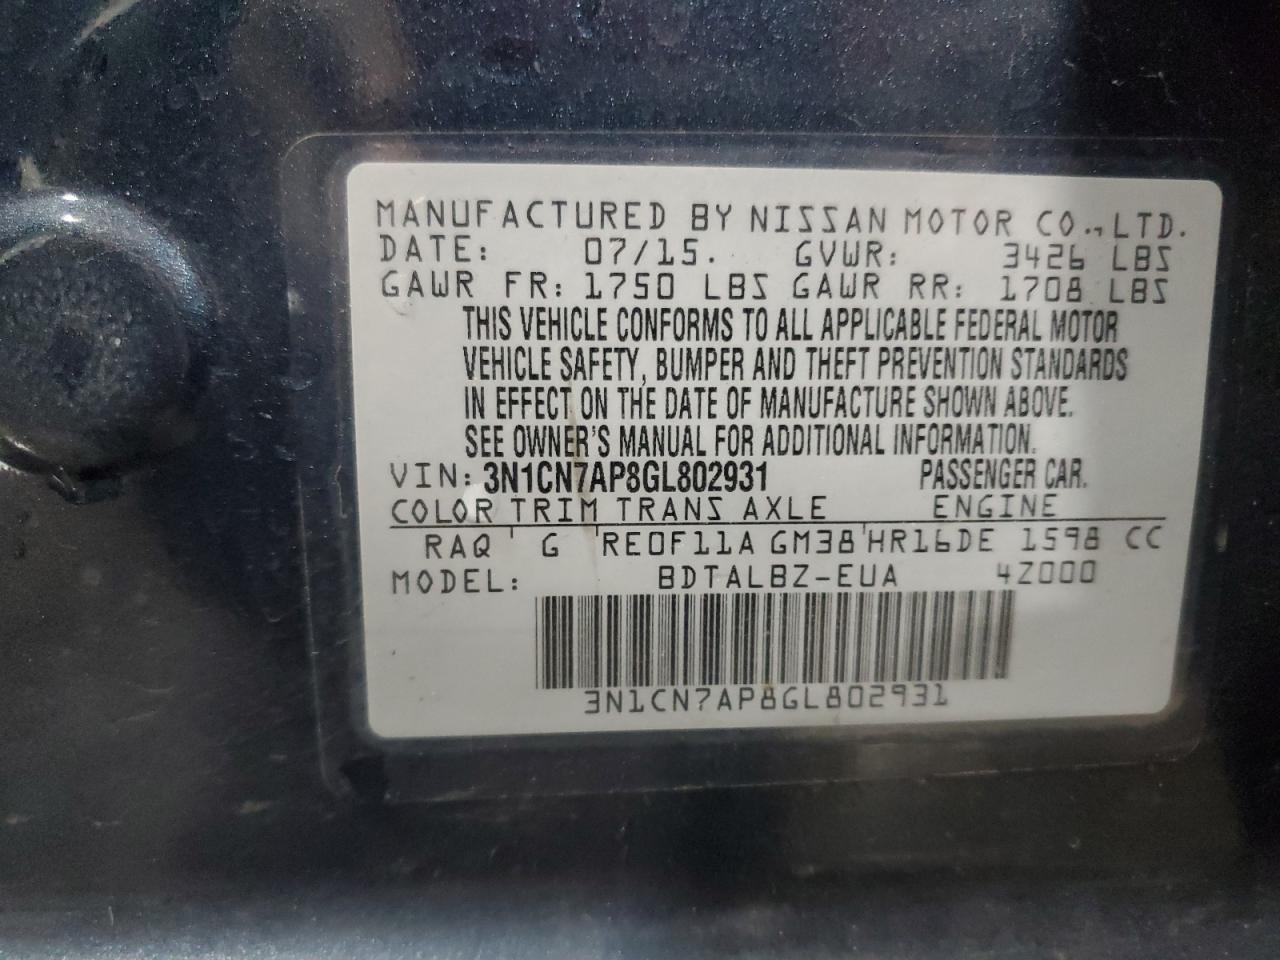 MANUFACTURED BY NISSAN MOTOR CO., LTD.
DATE: 07/15. GVWR: 3426 LBS
GAWR FR: 1750 LBS GAWR RR: 1708 LBS
THIS VEHICLE CONFORMS TO ALL APPLICABLE FEDERAL MOTOR
VEHICLE SAFETY, BUMPER AND THEFT PREVENTION STANDARDS
IN EFFECT ON THE DATE OF MANUFACTURE SHOWN ABOVE.
SEE OWNER'S MANUAL FOR ADDITIONAL INFORMATION.
VIN: 3N1CN7AP8GL802931 PASSENGER CAR.
COLOR TRIM TRANS AXLE ENGINE
RAQ ' G 'RE0F11A GM38'HR16DE 1598 CC
MODEL: BDTALBZ-EUA 4Z000
3N1CN7AP8GL802931